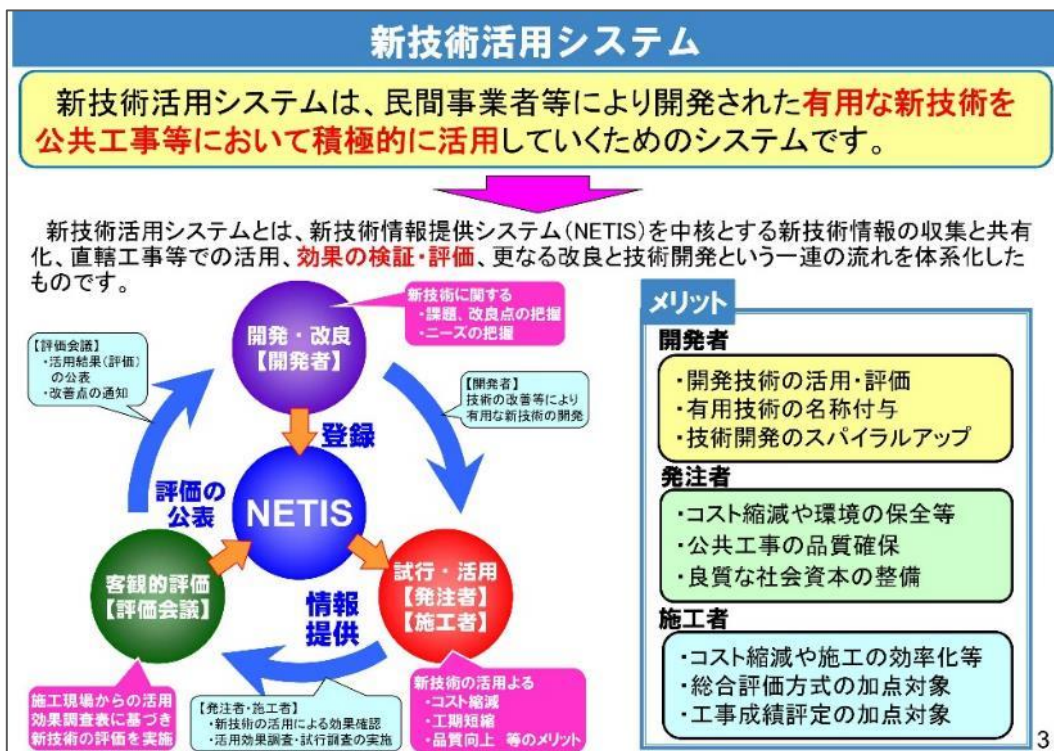 新技術活用システム
新技術活用システムは、民間事業者等により開発された有用な新技術を
公共工事等において積極的に活用していくためのシステムです。
新技術活用システムとは、新技術情報提供システム(NETIS)を中核とする新技術情報の収集と共有
化、直轄工事等での活用、効果の検証・評価、更なる改良と技術開発という一連の流れを体系化した
ものです。
開発・改良
【開発者】
新技術に関する
・課題、改良点の把握
・ニーズの把握
【評価会議】
・活用結果(評価)
の公表
・改善点の通知
【開発者】
技術の改善等により
有用な新技術の開発
登録
評価の
公表
NETIS
客観的評価
【評価会議】
情報
提供
試行・活用
【発注者】
【施工者】
施工現場からの活用
効果調査表に基づき
新技術の評価を実施
【発注者・施工者】
・新技術の活用による効果確認
・活用効果調査・試行調査の実施
新技術の活用よる
・コスト縮減
・工期短縮
・品質向上 等のメリット
メリット
開発者
・開発技術の活用・評価
・有用技術の名称付与
・技術開発のスパイラルアップ
発注者
・コスト縮減や環境の保全等
・公共工事の品質確保
・良質な社会資本の整備
施工者
・コスト縮減や施工の効率化等
・総合評価方式の加点対象
・工事成績評定の加点対象
3